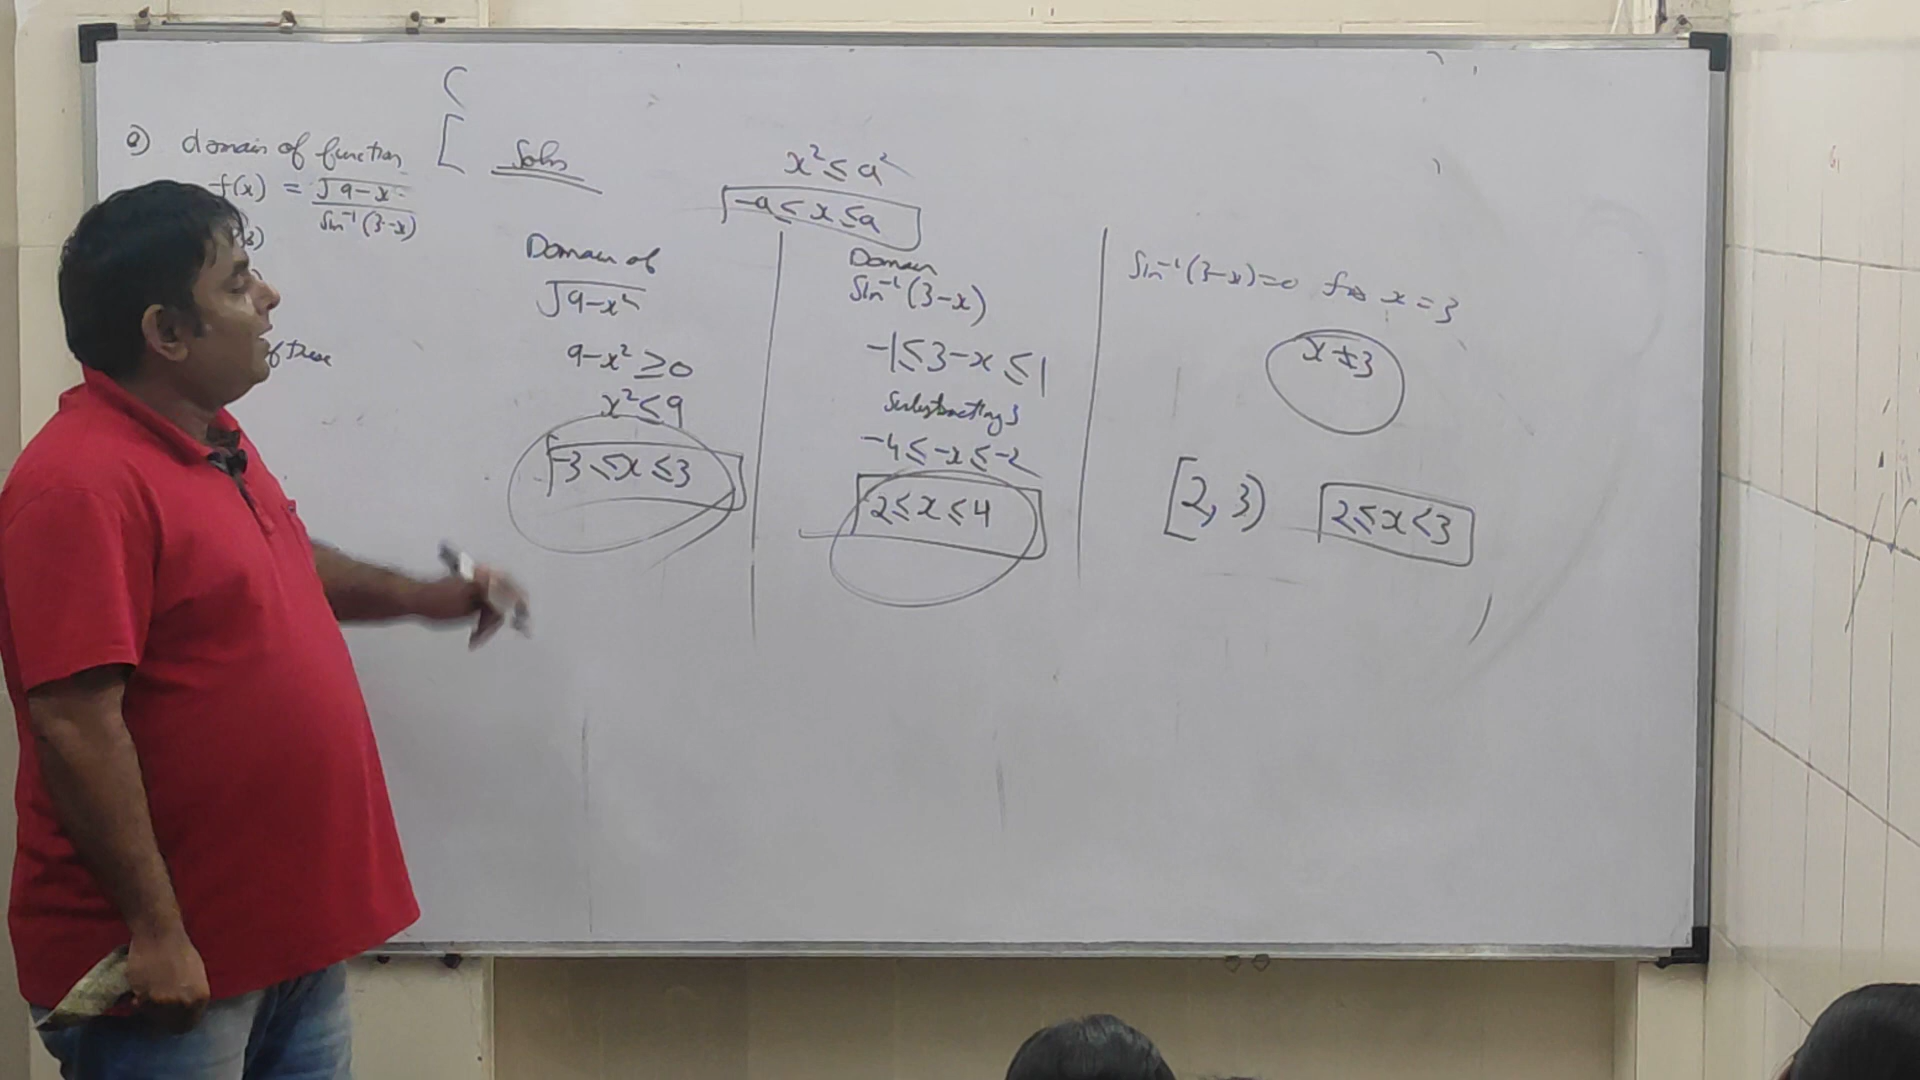 (
[
Q) domain of function
f(x) = √9-x
Sin⁻¹(3-x)
3)
of these
Soln
x² ≤ a²
-a ≤ x ≤ a
Domain of
√9-x²
9-x² ≥ 0
x² ≤ 9
-3 ≤ x ≤ 3
Domain
Sin⁻¹(3-x)
-1 ≤ 3-x ≤ 1
Substracting 3
-4 ≤ -x ≤ -2
2 ≤ x ≤ 4
Sin⁻¹(3-x)=0 for x = 3
x ≠ 3
[2, 3) 2 ≤ x < 3